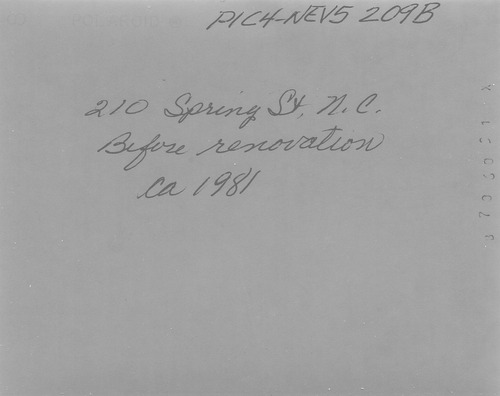 PIC4-NEV5 209B
210 Spring St, N.C.
Before renovation
ca 1981